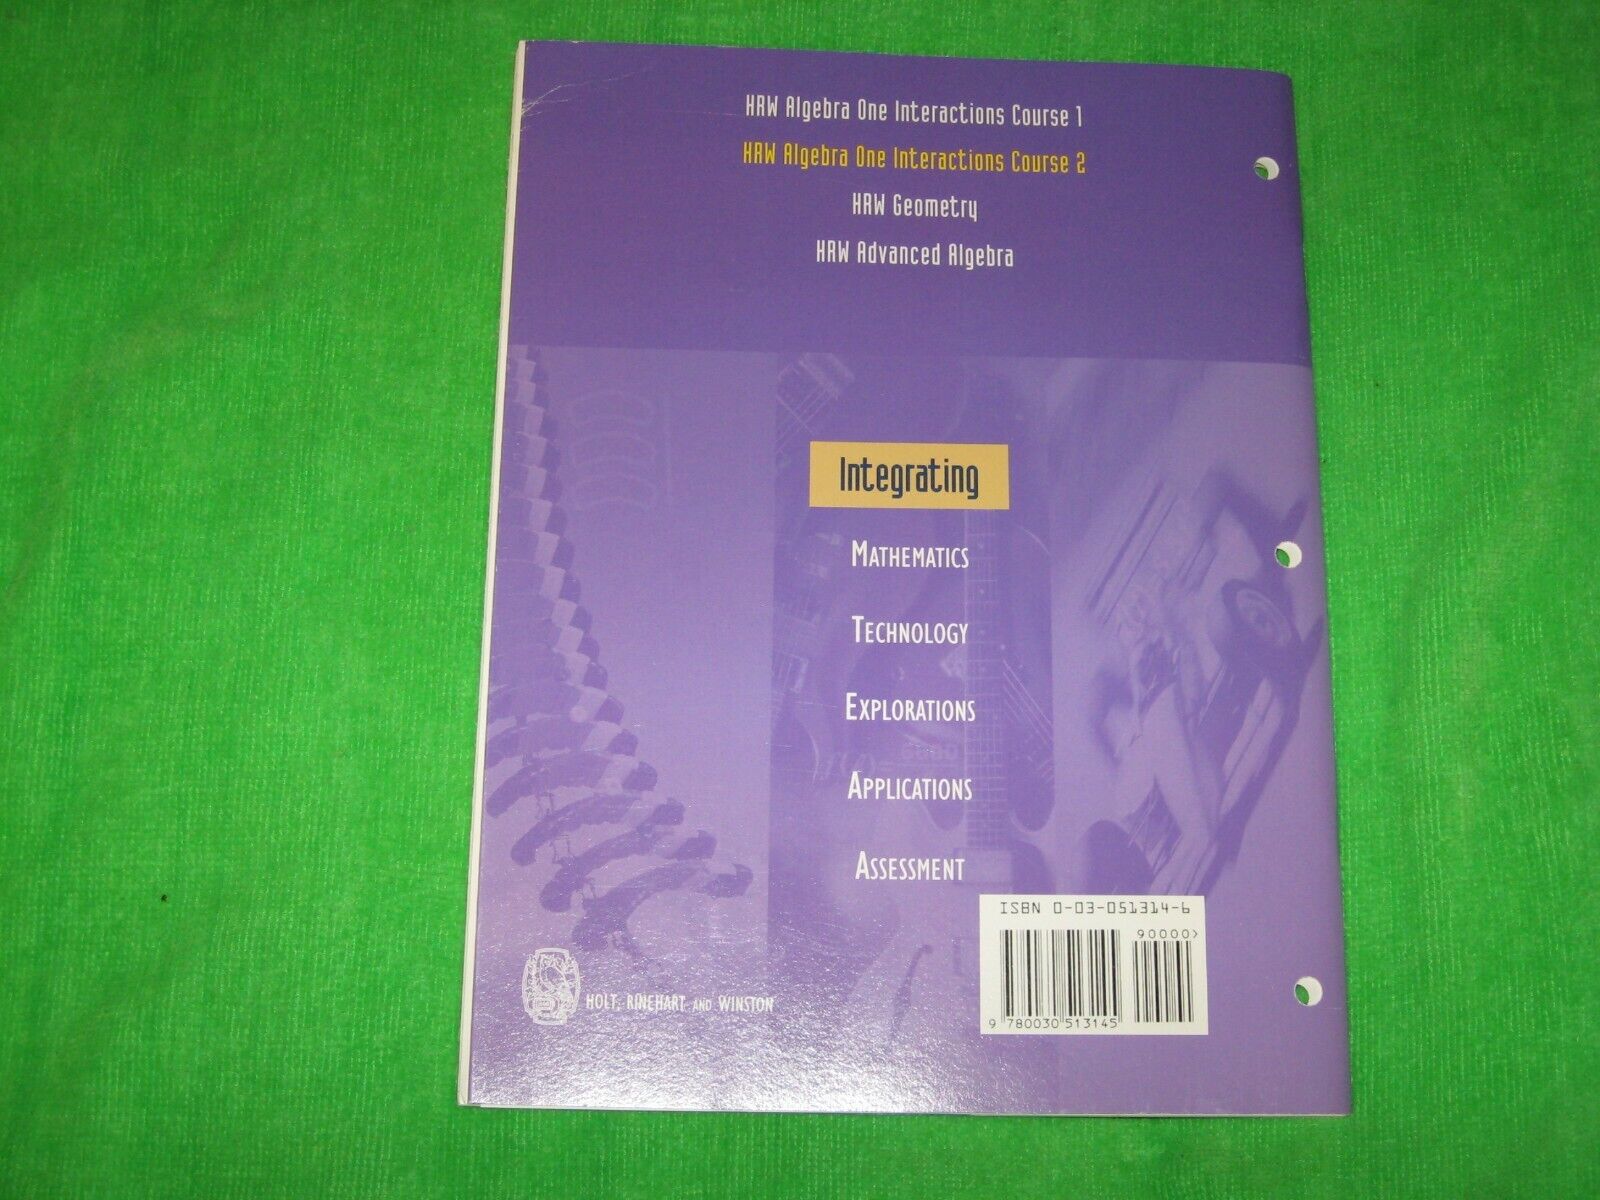 HRW Algebra One Interactions Course 1
HRW Algebra One Interactions Course 2
HRW Geometry
HRW Advanced Algebra
Integrating
MATHEMATICS
TECHNOLOGY
EXPLORATIONS
APPLICATIONS
ASSESSMENT
ISBN 0-03-051314-6
90000>
9 780030 513145
HOLT, RINEHART AND WINSTON